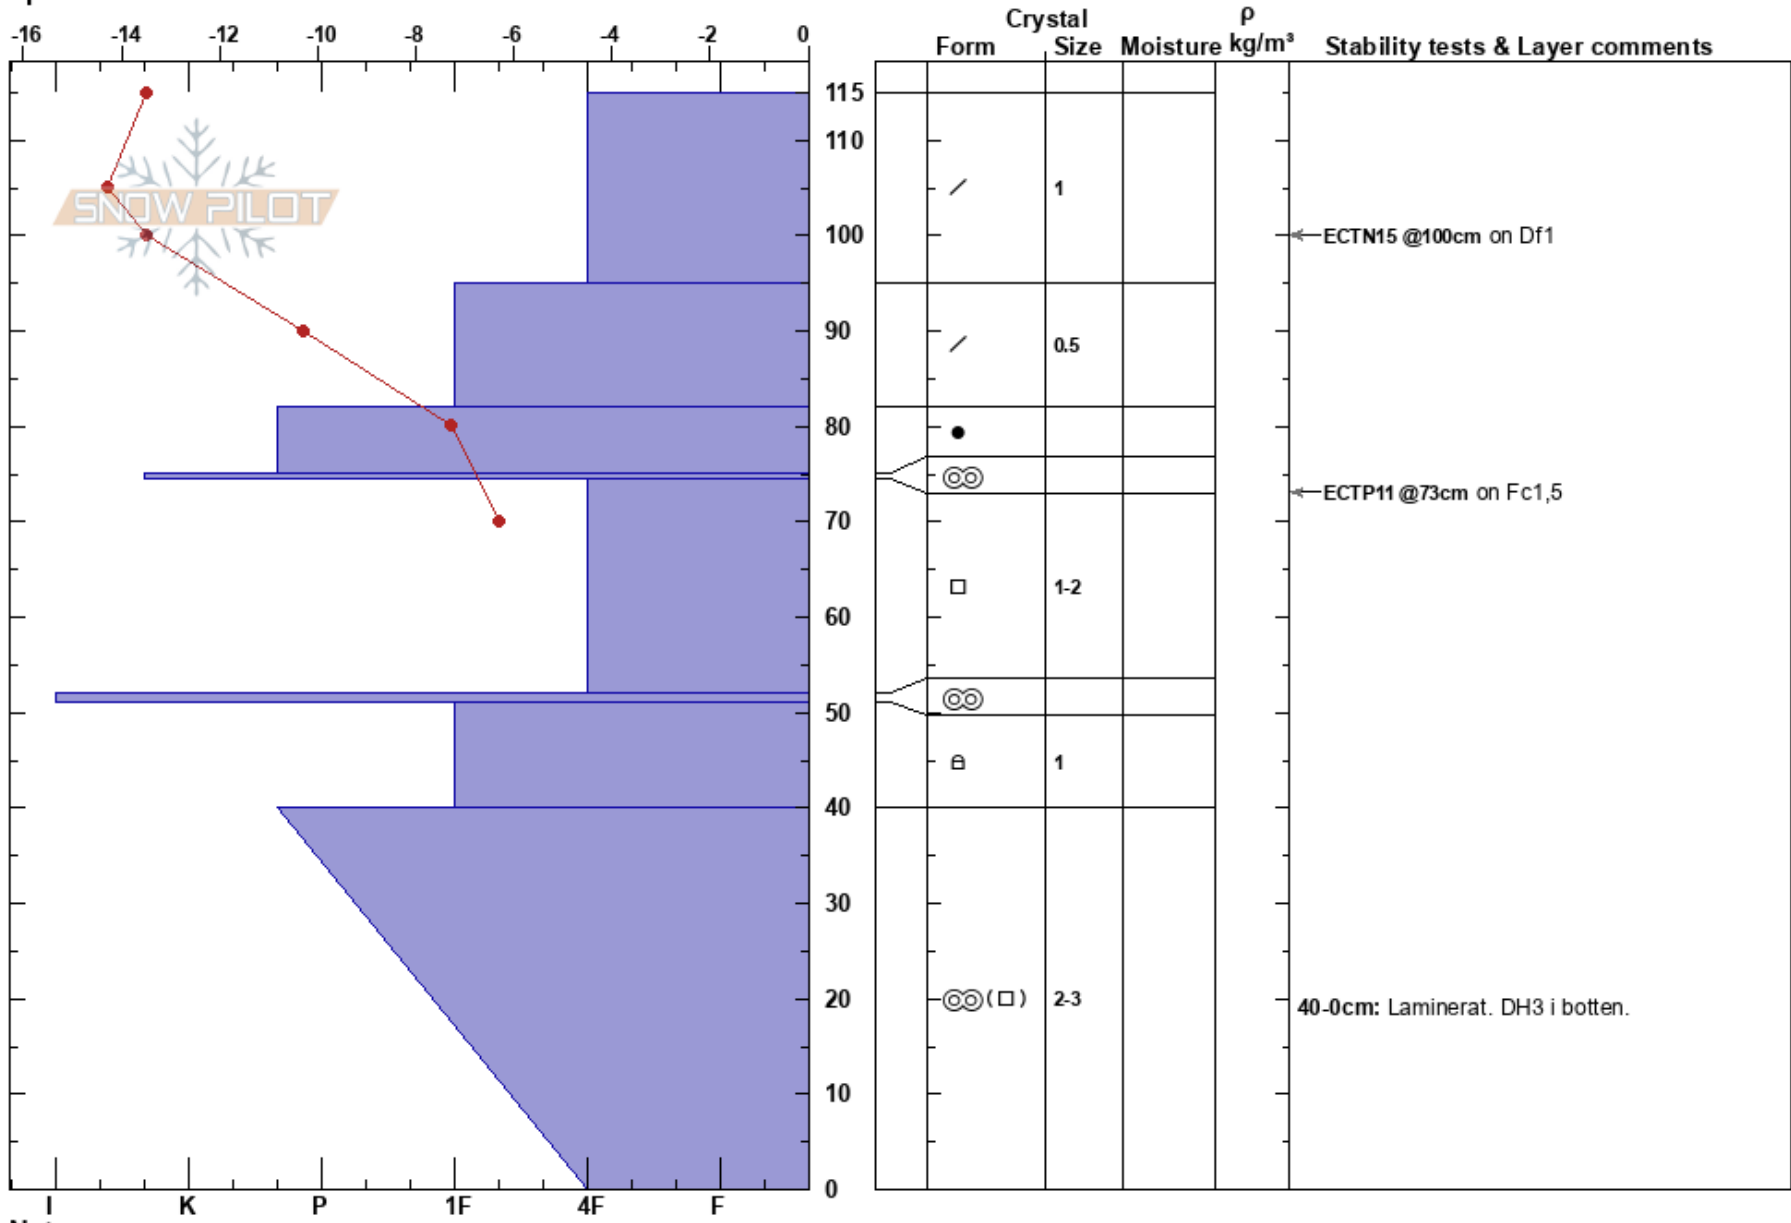 Crystal ρ
-16 -14 -12 -10 -8 -6 -4 -2 0
Form Size Moisture kg/m³ Stability tests & Layer comments
115
110
SNOW PILOT
1
100
ECTN15 @100cm on Df1
90
0.5
80
ECTP11 @73cm on Fc1,5
70
1-2
60
50
1
40
30
20
( ) 2-3
40-0cm: Laminerat. DH3 i botten.
10
0
I K P 1F 4F F